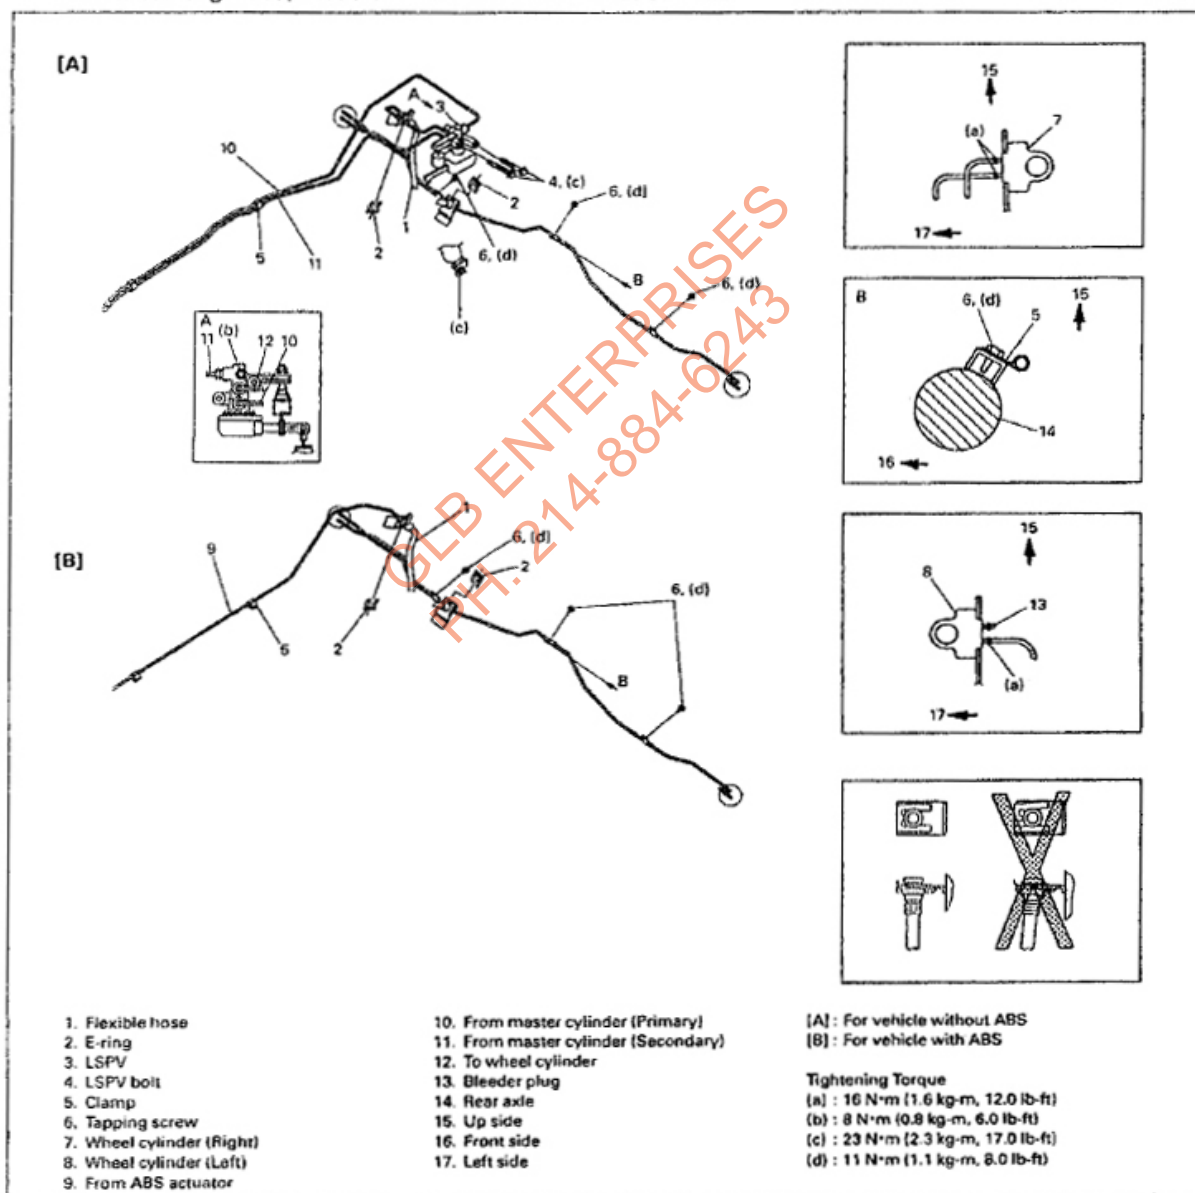 [A]
A
3
10
4, (c)
2
6, (d)
5
11
2
1
6, (d)
B
6, (d)
(c)
A
(b)
11
12
10
15
(a)
7
17
B
6, (d)
15
5
14
16
[B]
9
1
6, (d)
2
6, (d)
5
2
B
15
8
13
(a)
17
GLB ENTERPRISES
PH. 214-884-6243
1. Flexible hose
2. E-ring
3. LSPV
4. LSPV bolt
5. Clamp
6. Tapping screw
7. Wheel cylinder (Right)
8. Wheel cylinder (Left)
9. From ABS actuator
10. From master cylinder (Primary)
11. From master cylinder (Secondary)
12. To wheel cylinder
13. Bleeder plug
14. Rear axle
15. Up side
16. Front side
17. Left side
[A] : For vehicle without ABS
[B] : For vehicle with ABS
Tightening Torque
(a) : 16 N·m (1.6 kg-m, 12.0 lb-ft)
(b) : 8 N·m (0.8 kg-m, 6.0 lb-ft)
(c) : 23 N·m (2.3 kg-m, 17.0 lb-ft)
(d) : 11 N·m (1.1 kg-m, 8.0 lb-ft)